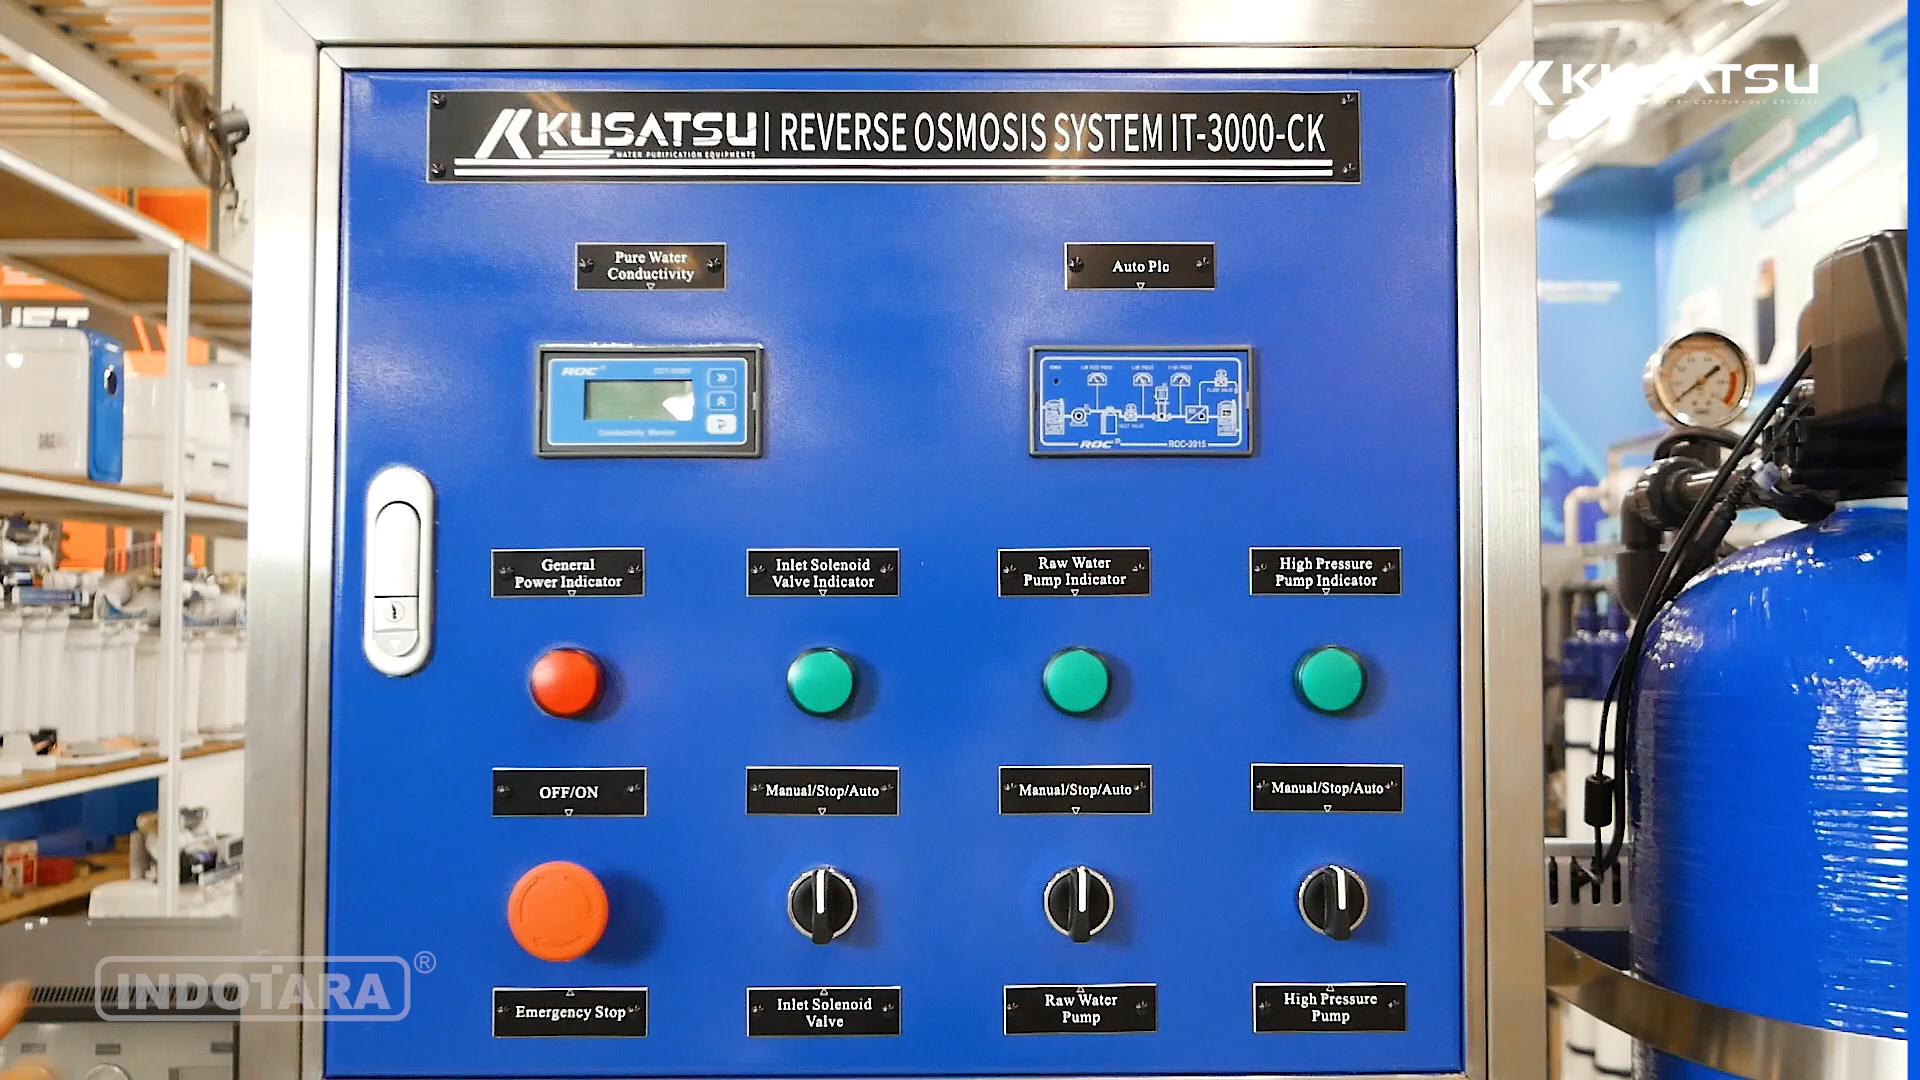 KUSATSU
KUSATSU | REVERSE OSMOSIS SYSTEM IT-3000-CK
WATER PURIFICATION EQUIPMENTS
Pure Water
Conductivity
Auto Plc
ROC
Conductivity Monitor
ROC ®
ROC-2015
General
Power Indicator
Inlet Solenoid
Valve Indicator
Raw Water
Pump Indicator
High Pressure
Pump Indicator
OFF/ON
Manual/Stop/Auto
Manual/Stop/Auto
Manual/Stop/Auto
Emergency Stop
Inlet Solenoid
Valve
Raw Water
Pump
High Pressure
Pump
INDOTARA ®